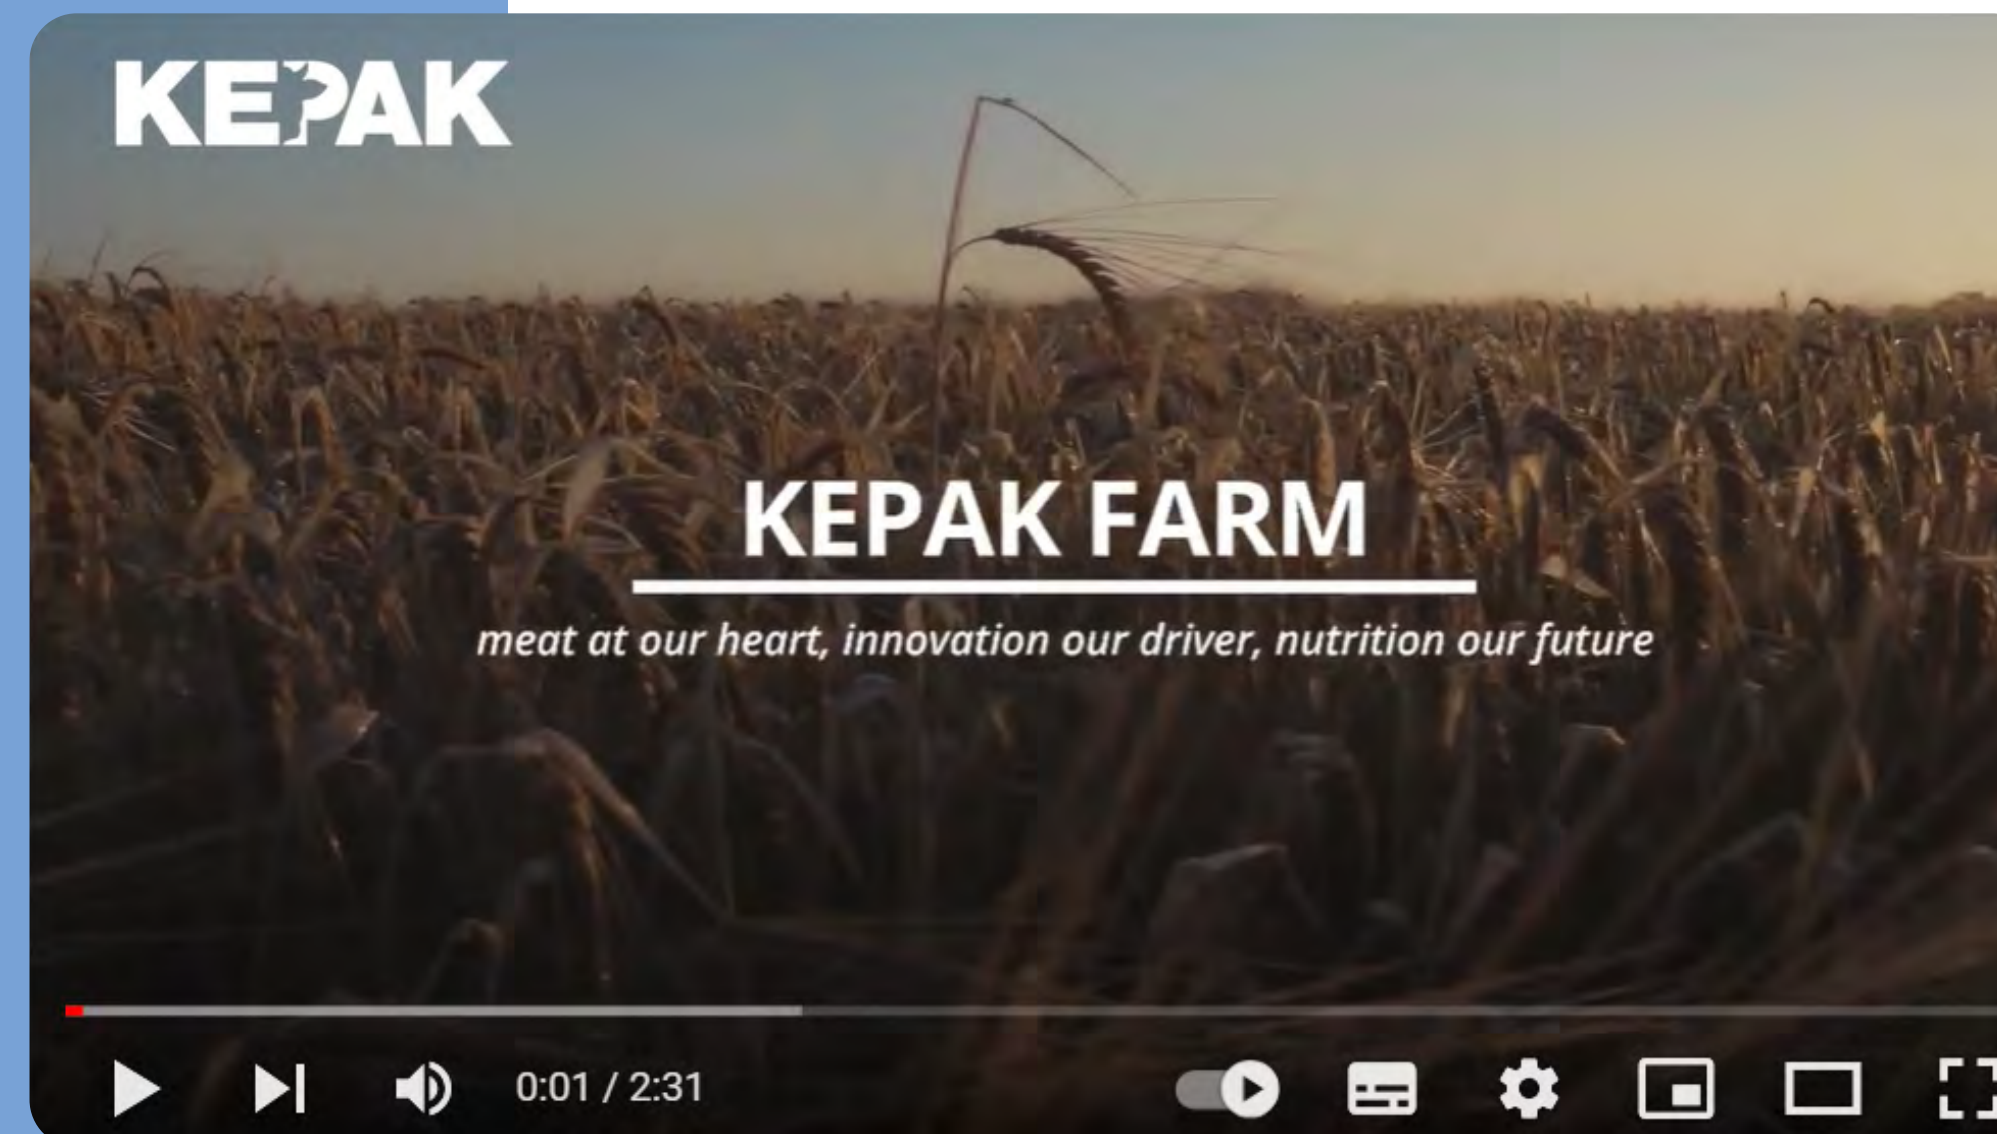 KEPAK
KEPAK FARM
meat at our heart, innovation our driver, nutrition our future
0:01 / 2:31